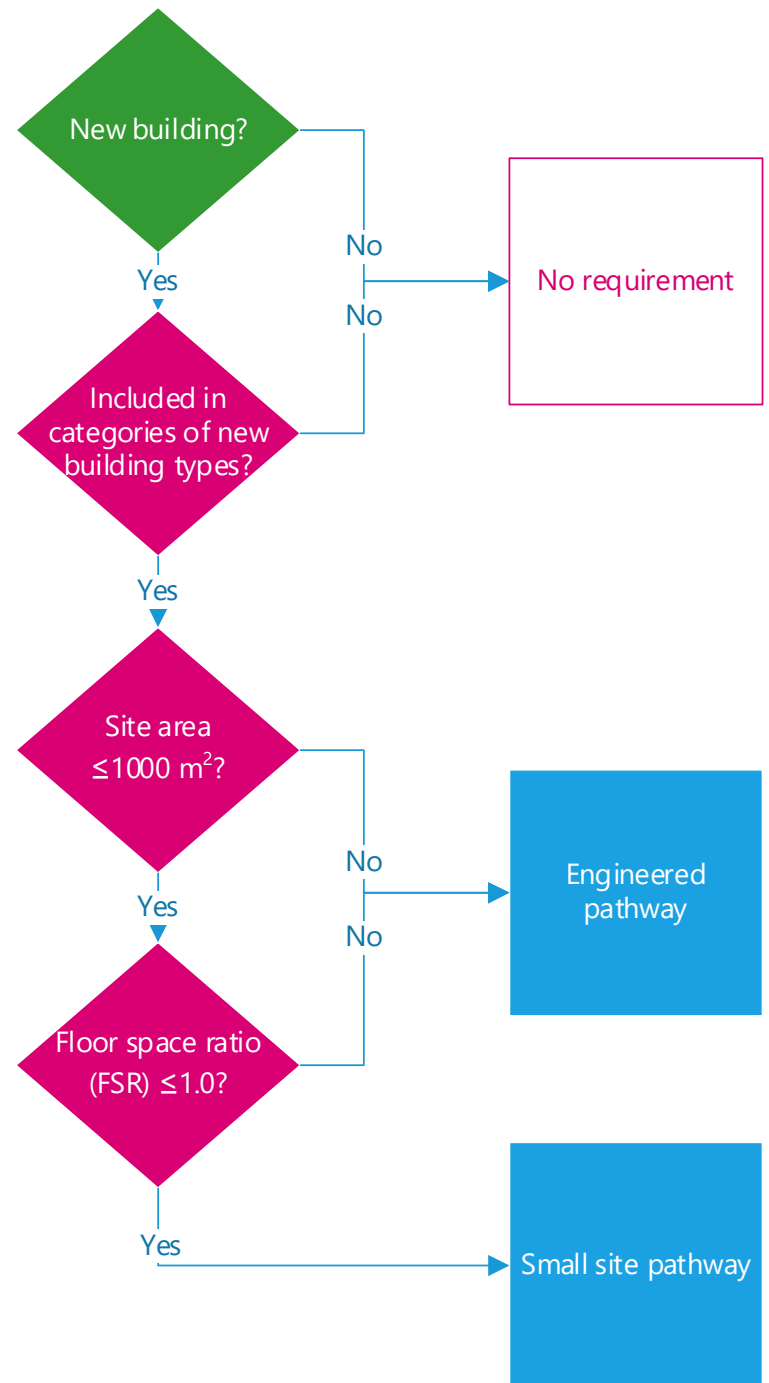 New building?
No
Yes
No requirement
No
Included in
categories of new
building types?
Yes
Site area
≤1000 m²?
No
Engineered
pathway
Yes
No
Floor space ratio
(FSR) ≤1.0?
Yes
Small site pathway